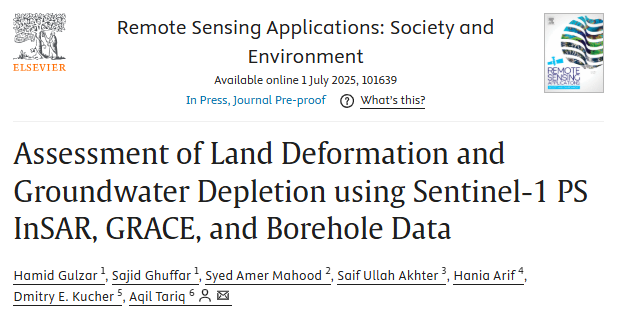 ELSEVIER
Remote Sensing Applications: Society and
Environment
Available online 1 July 2025, 101639
In Press, Journal Pre-proof ? What's this?
REMOTE
SENSING
APPLICATIONS
Assessment of Land Deformation and
Groundwater Depletion using Sentinel-1 PS
InSAR, GRACE, and Borehole Data
Hamid Gulzar 1, Sajid Ghuffar 1, Syed Amer Mahood 2, Saif Ullah Akhter 3, Hania Arif 4,
Dmitry E. Kucher 5, Aqil Tariq 6